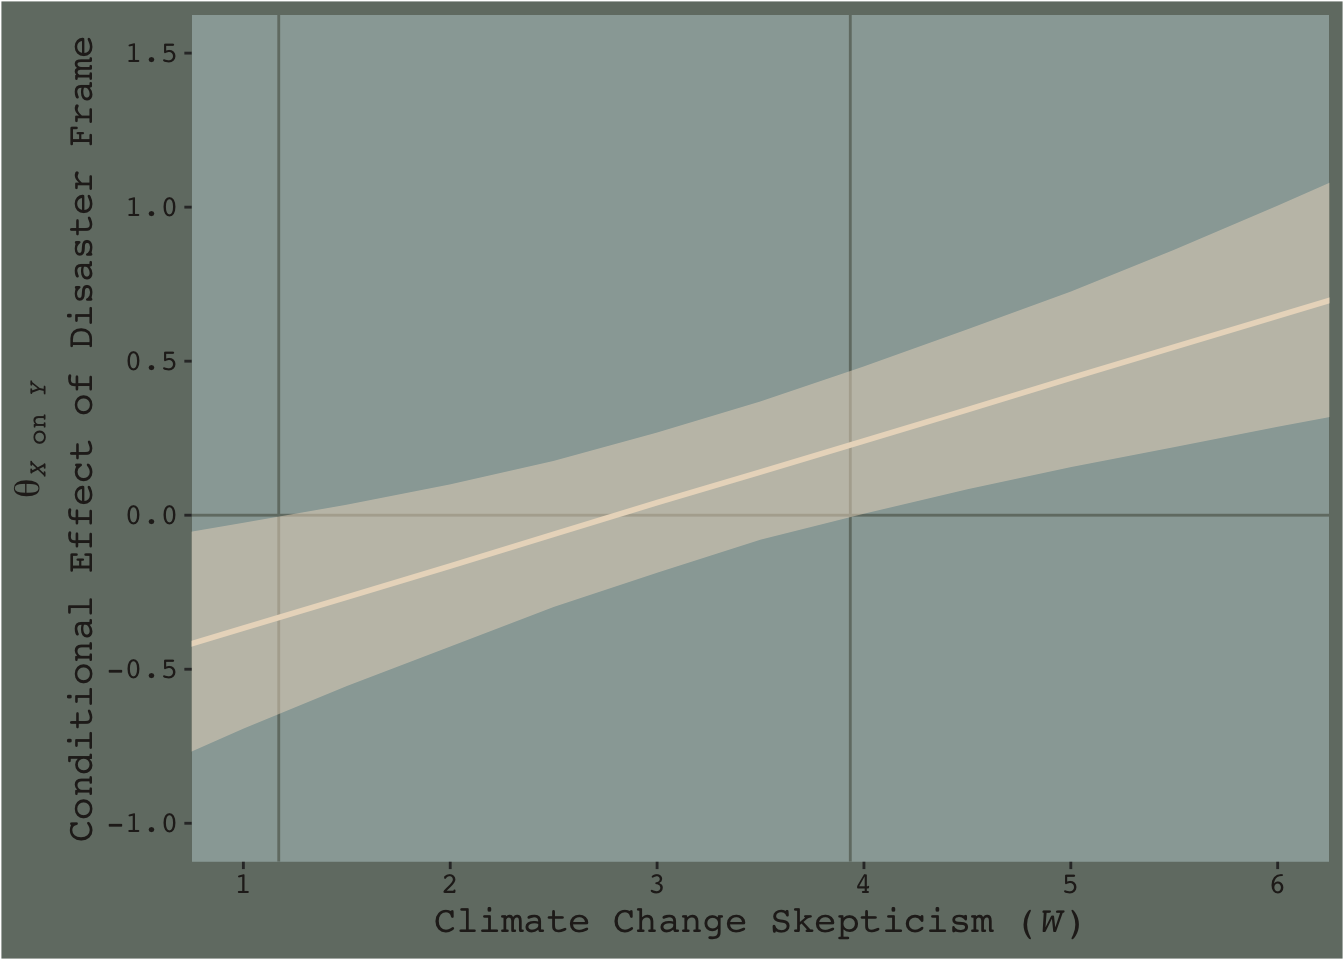 θX on Y
Conditional Effect of Disaster Frame
1.5
1.0
0.5
0.0
-0.5
-1.0
1 2 3 4 5 6
Climate Change Skepticism (W)